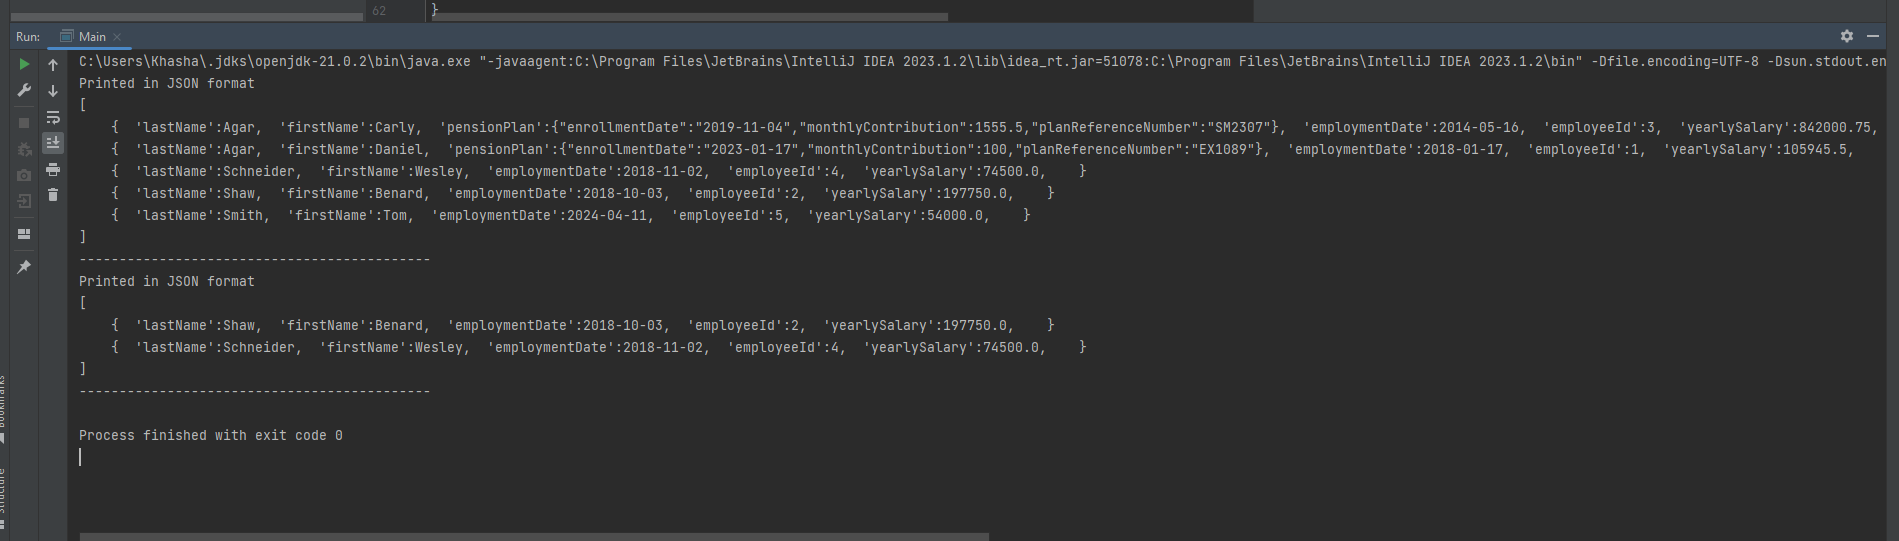 62 }
Run: Main
C:\Users\Khasha\.jdks\openjdk-21.0.2\bin\java.exe "-javaagent:C:\Program Files\JetBrains\IntelliJ IDEA 2023.1.2\lib\idea_rt.jar=51078:C:\Program Files\JetBrains\IntelliJ IDEA 2023.1.2\bin" -Dfile.encoding=UTF-8 -Dsun.stdout.en
Printed in JSON format
[
    {  'lastName':Agar,  'firstName':Carly,  'pensionPlan':{"enrollmentDate":"2019-11-04","monthlyContribution":1555.5,"planReferenceNumber":"SM2307"},  'employmentDate':2014-05-16,  'employeeId':3,  'yearlySalary':842000.75,
    {  'lastName':Agar,  'firstName':Daniel,  'pensionPlan':{"enrollmentDate":"2023-01-17","monthlyContribution":100,"planReferenceNumber":"EX1089"},  'employmentDate':2018-01-17,  'employeeId':1,  'yearlySalary':105945.5,
    {  'lastName':Schneider,  'firstName':Wesley,  'employmentDate':2018-11-02,  'employeeId':4,  'yearlySalary':74500.0,    }
    {  'lastName':Shaw,  'firstName':Benard,  'employmentDate':2018-10-03,  'employeeId':2,  'yearlySalary':197750.0,    }
    {  'lastName':Smith,  'firstName':Tom,  'employmentDate':2024-04-11,  'employeeId':5,  'yearlySalary':54000.0,    }
]
--------------------------------------------
Printed in JSON format
[
    {  'lastName':Shaw,  'firstName':Benard,  'employmentDate':2018-10-03,  'employeeId':2,  'yearlySalary':197750.0,    }
    {  'lastName':Schneider,  'firstName':Wesley,  'employmentDate':2018-11-02,  'employeeId':4,  'yearlySalary':74500.0,    }
]
--------------------------------------------
Process finished with exit code 0